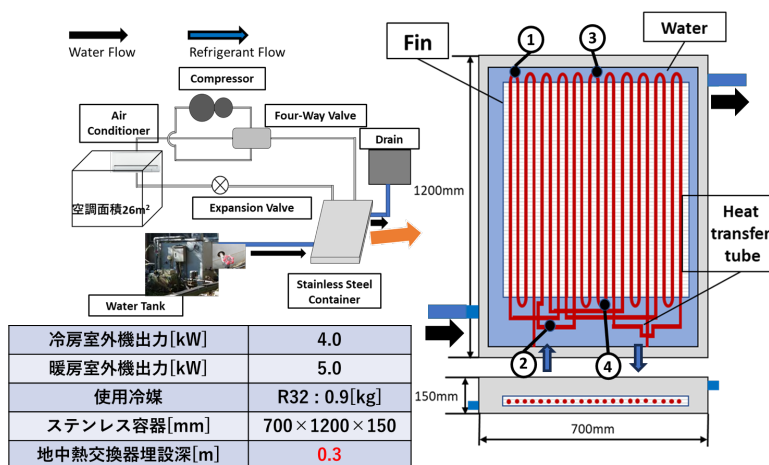 Water Flow
Refrigerant Flow
Compressor
Four-Way Valve
Air
Conditioner
Drain
空調面積26m²
Expansion Valve
Water Tank
Stainless Steel
Container
冷房室外機出力[kW] 4.0
暖房室外機出力[kW] 5.0
使用冷媒 R32：0.9[kg]
ステンレス容器[mm] 700×1200×150
地中熱交換器埋設深[m] 0.3
Fin
1
3
Water
1200mm
Heat
transfer
tube
2
4
150mm
700mm